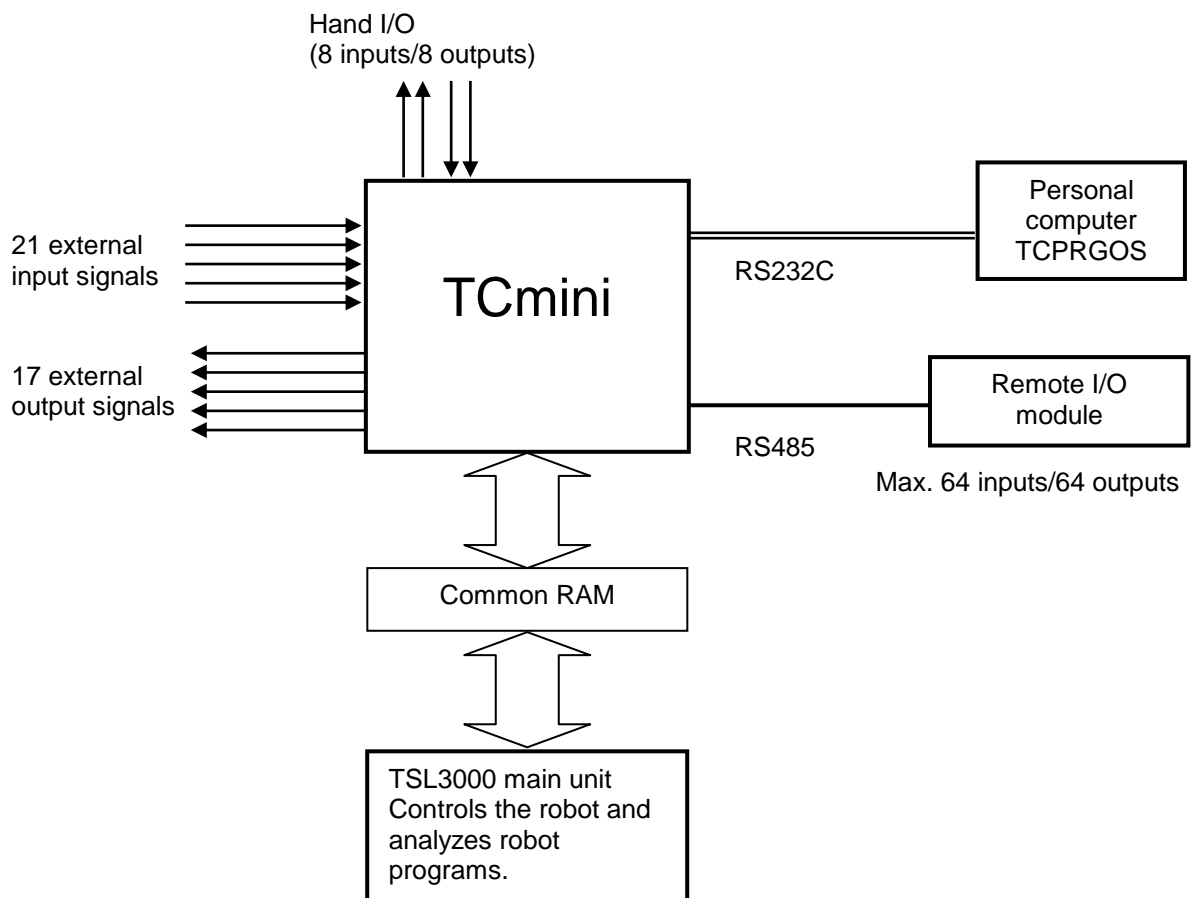 Hand I/O
(8 inputs/8 outputs)
21 external
input signals
17 external
output signals
TCmini
RS232C
Personal
computer
TCPRGOS
RS485
Remote I/O
module
Max. 64 inputs/64 outputs
Common RAM
TSL3000 main unit
Controls the robot and
analyzes robot
programs.